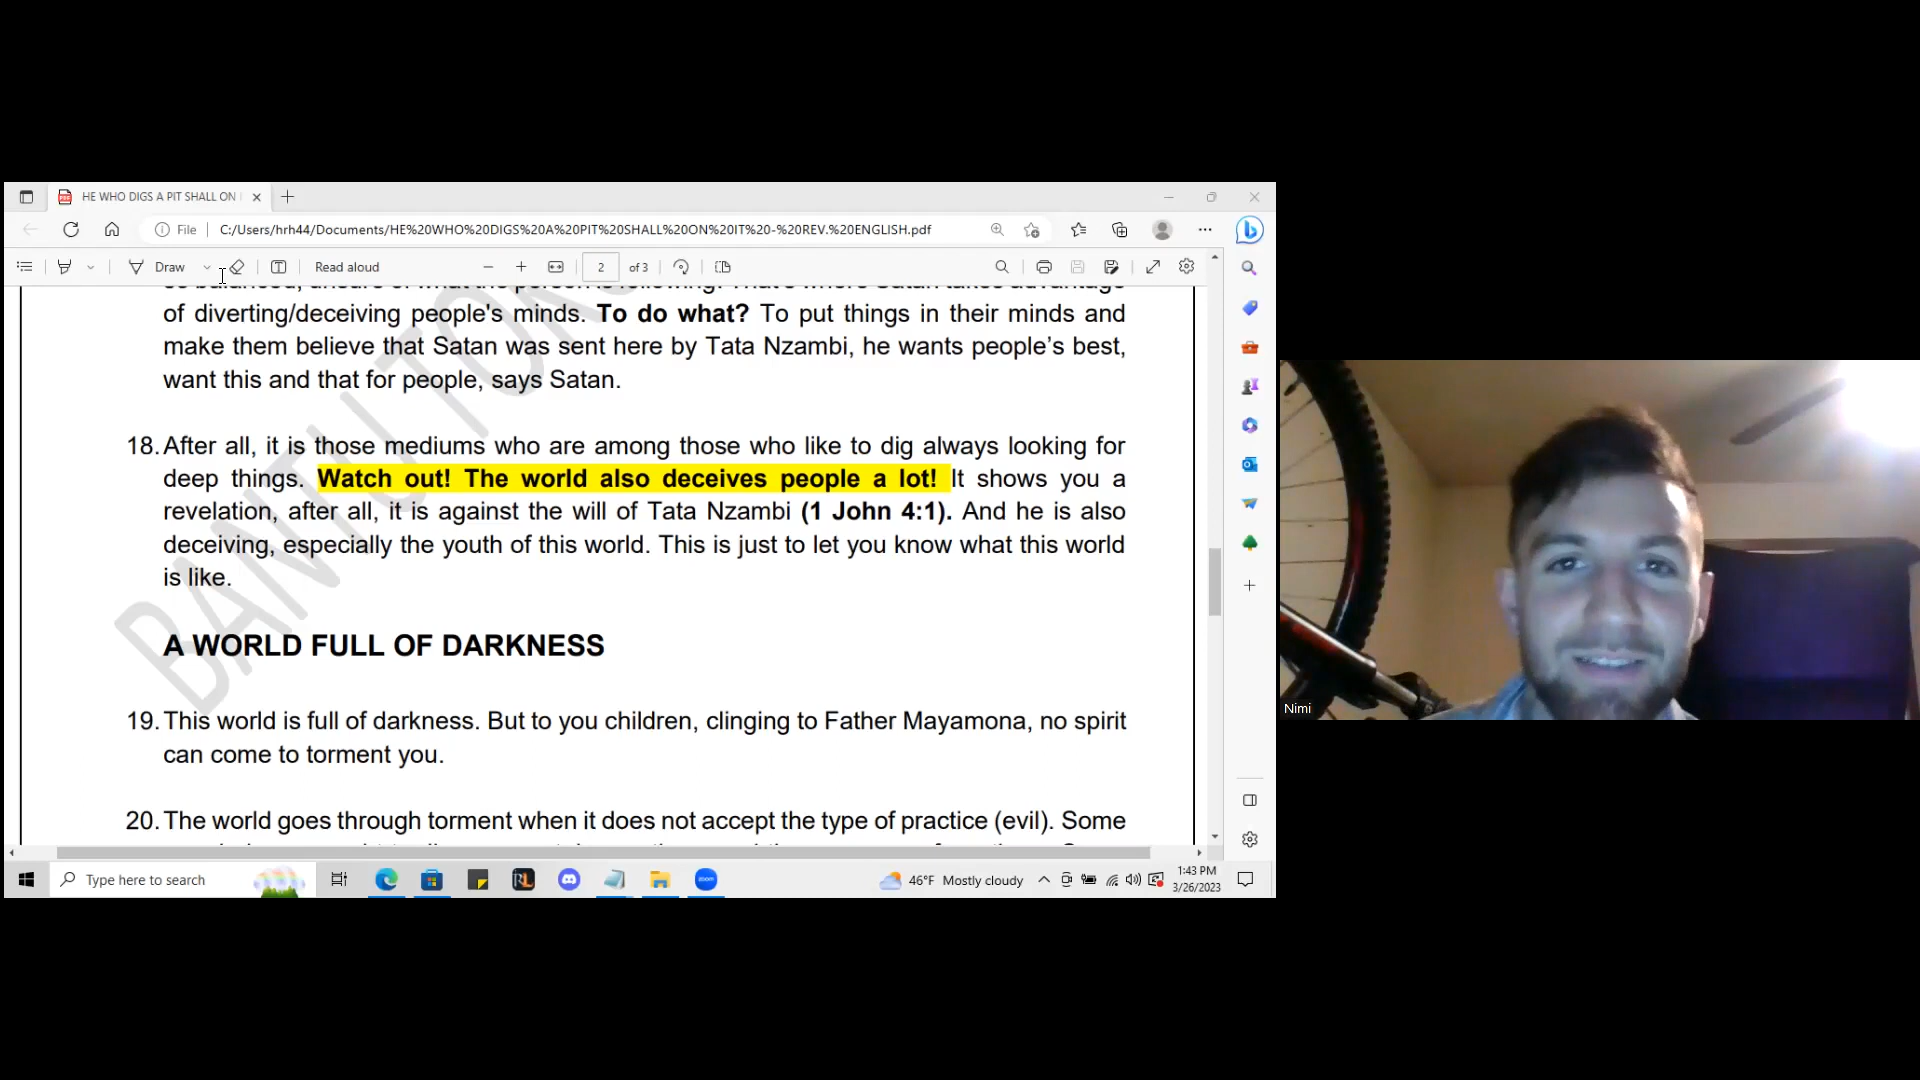 HE WHO DIGS A PIT SHALL ON
File
C:/Users/hrh44/Documents/HE%20WHO%20DIGS%20A%20PIT%20SHALL%20ON%20IT%20-%20REV.%20ENGLISH.pdf
Draw
Read aloud
2
of 3
of diverting/deceiving people's minds. To do what? To put things in their minds and
make them believe that Satan was sent here by Tata Nzambi, he wants people’s best,
want this and that for people, says Satan.
18. After all, it is those mediums who are among those who like to dig always looking for
deep things. Watch out! The world also deceives people a lot! It shows you a
revelation, after all, it is against the will of Tata Nzambi (1 John 4:1). And he is also
deceiving, especially the youth of this world. This is just to let you know what this world
is like.
A WORLD FULL OF DARKNESS
19. This world is full of darkness. But to you children, clinging to Father Mayamona, no spirit
can come to torment you.
20. The world goes through torment when it does not accept the type of practice (evil). Some
BANTU
Type here to search
46°F Mostly cloudy
1:43 PM
3/26/2023
zoom
Nimi